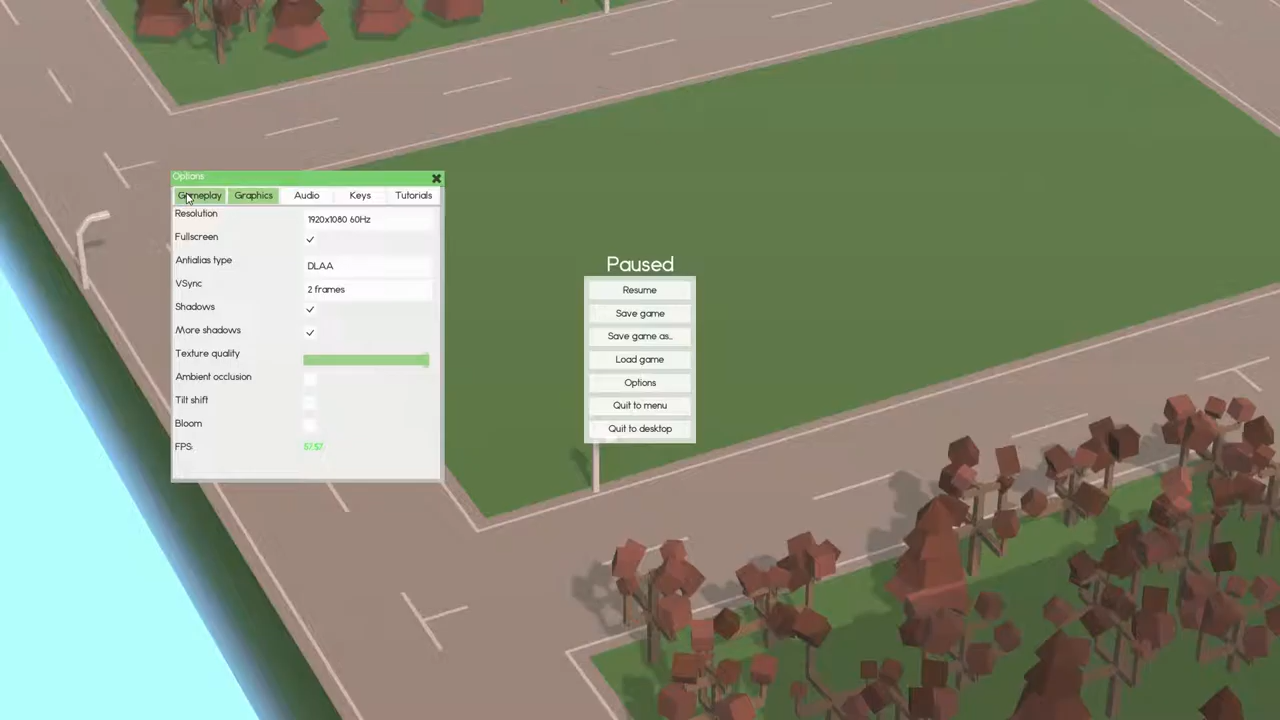 Options
Gameplay Graphics Audio Keys Tutorials
Resolution 1920x1080 60Hz
Fullscreen
Antialias type DLAA
VSync 2 frames
Shadows
More shadows
Texture quality
Ambient occlusion
Tilt shift
Bloom
FPS: 57.57
Paused
Resume
Save game
Save game as...
Load game
Options
Quit to menu
Quit to desktop